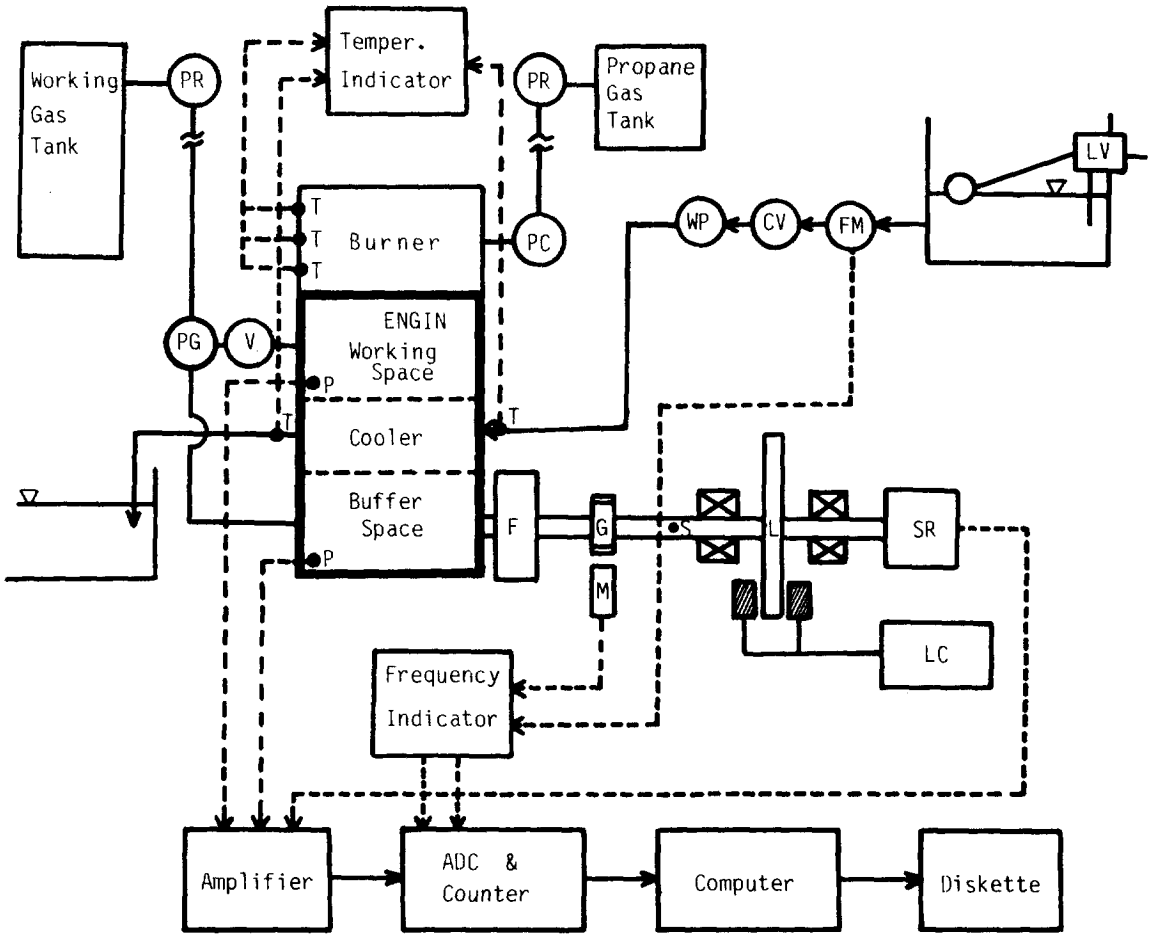 Working
Gas
Tank
PR
Temper.
Indicator
PR
Propane
Gas
Tank
LV
T
T
T
Burner
PC
WP
CV
FM
PG
V
ENGIN
Working
Space
P
T
Cooler
T
Buffer
Space
P
F
G
S
L
SR
M
LC
Frequency
Indicator
Amplifier
ADC &
Counter
Computer
Diskette